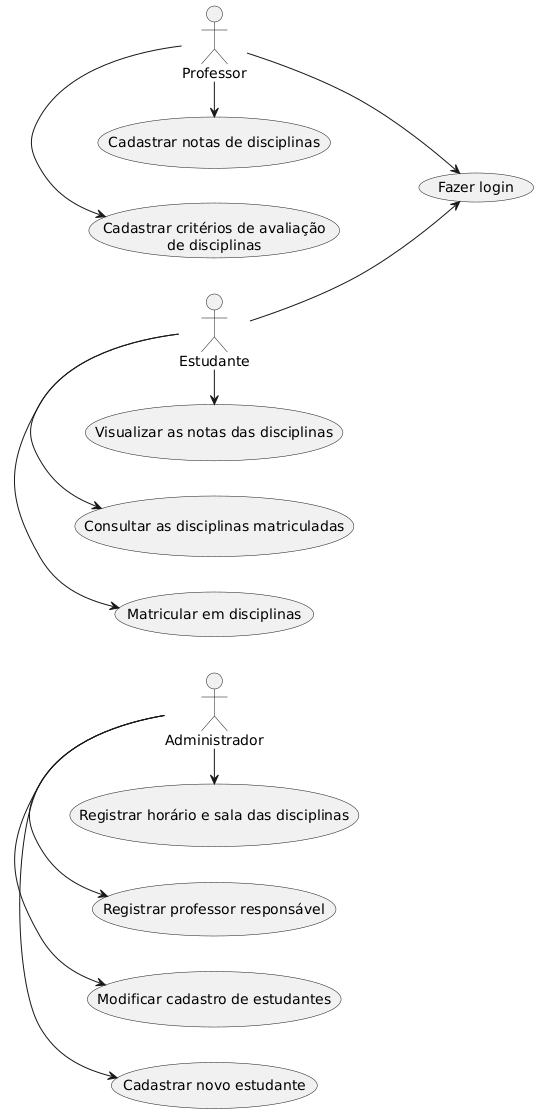 Professor
Cadastrar notas de disciplinas
Fazer login
Cadastrar critérios de avaliação
de disciplinas
Estudante
Visualizar as notas das disciplinas
Consultar as disciplinas matriculadas
Matricular em disciplinas
Administrador
Registrar horário e sala das disciplinas
Registrar professor responsável
Modificar cadastro de estudantes
Cadastrar novo estudante